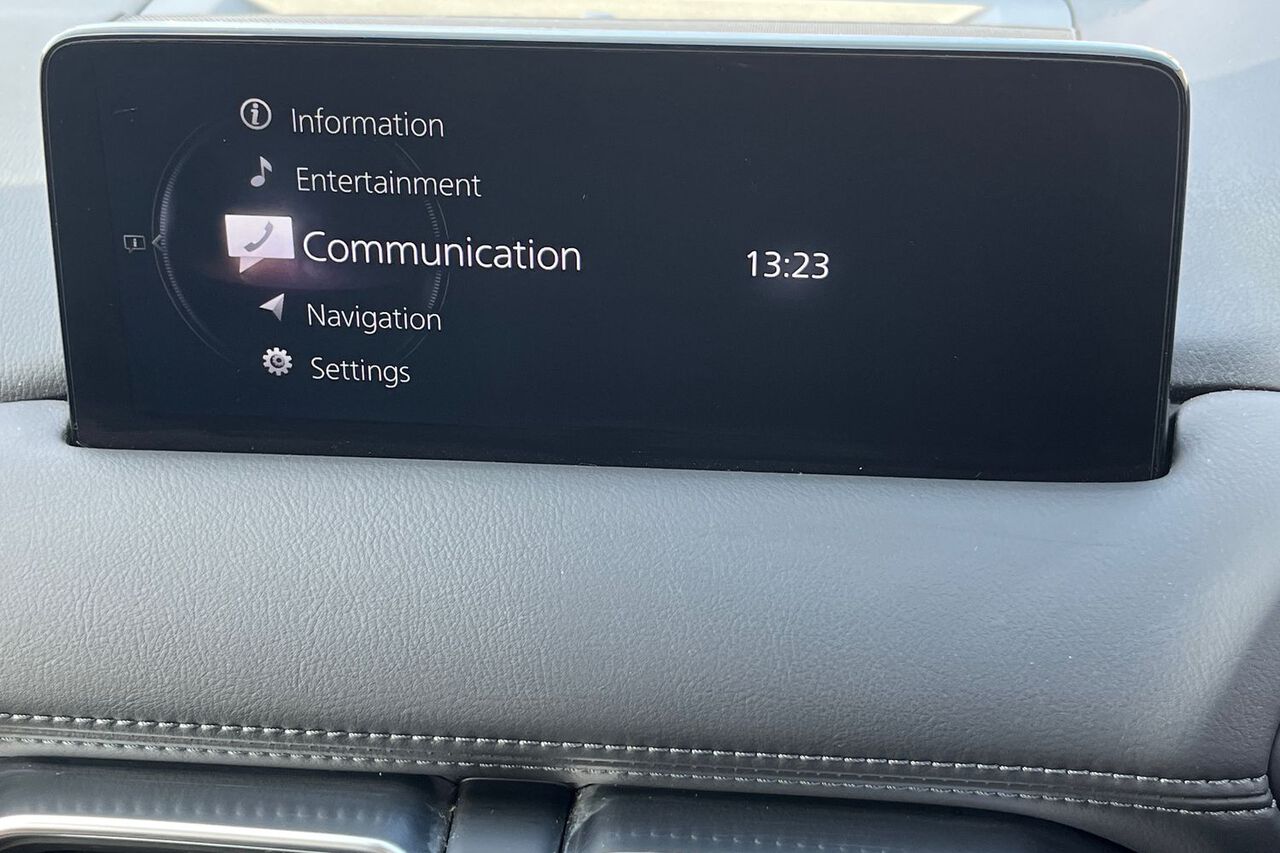 Information
Entertainment
Communication
13:23
Navigation
Settings